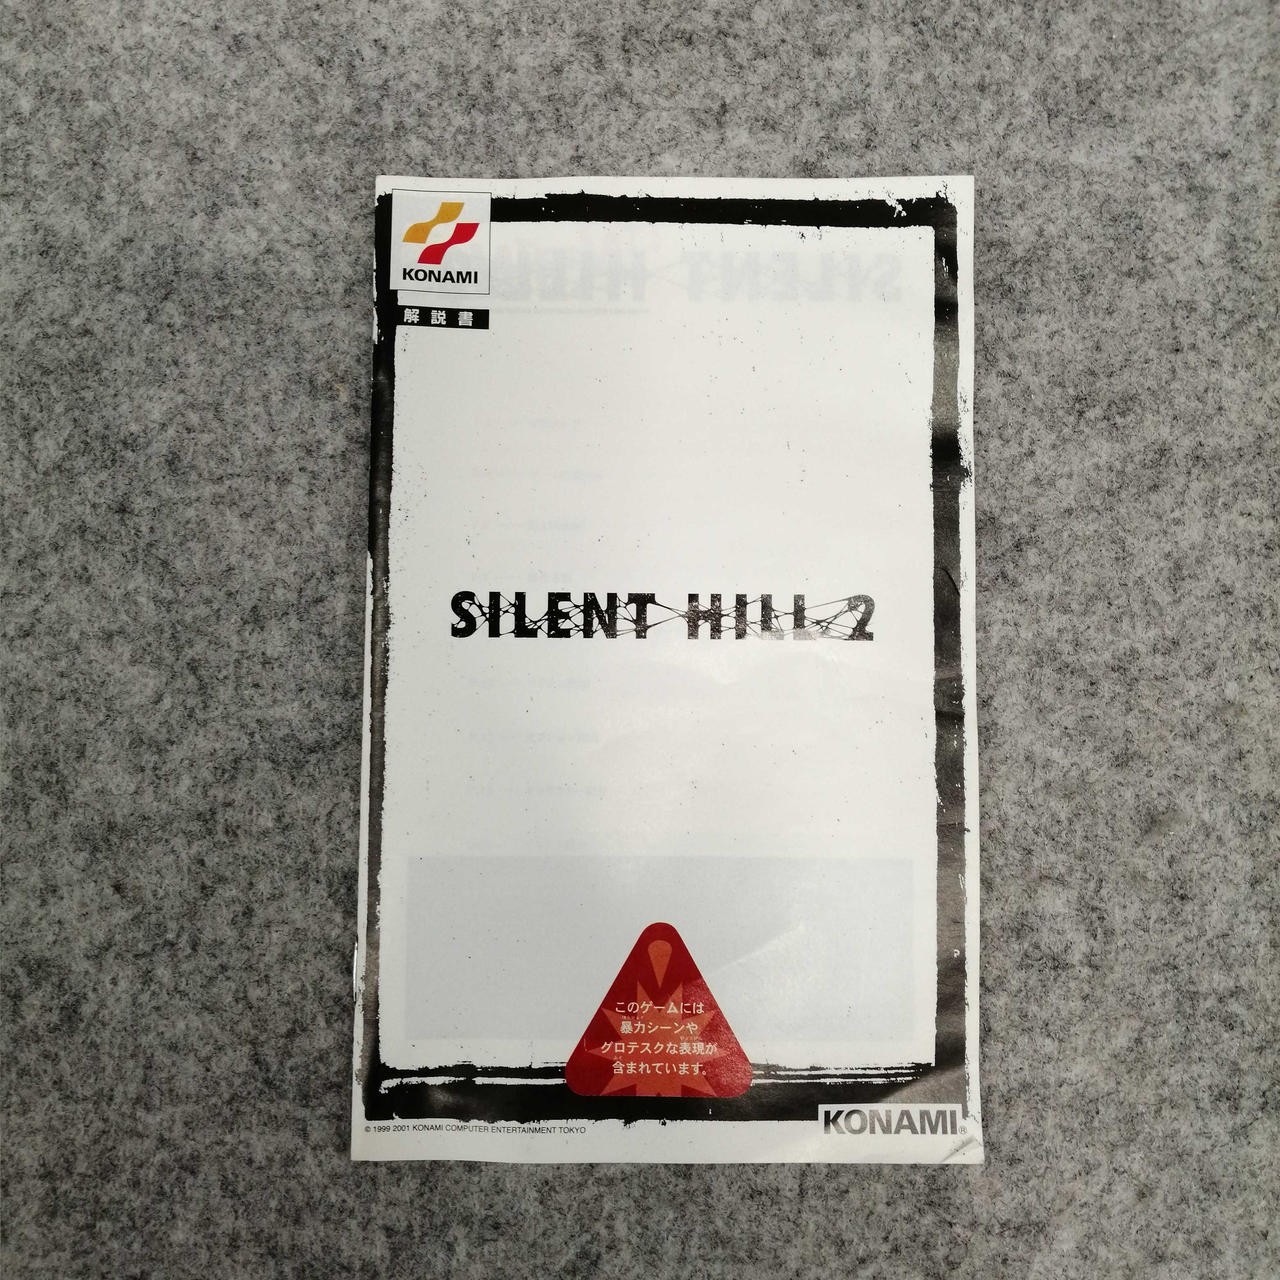 KONAMI
解説書
SILENT HILL 2
このゲームには
暴力シーンや
グロテスクな表現が
含まれています。
KONAMI®
© 1999 2001 KONAMI COMPUTER ENTERTAINMENT TOKYO